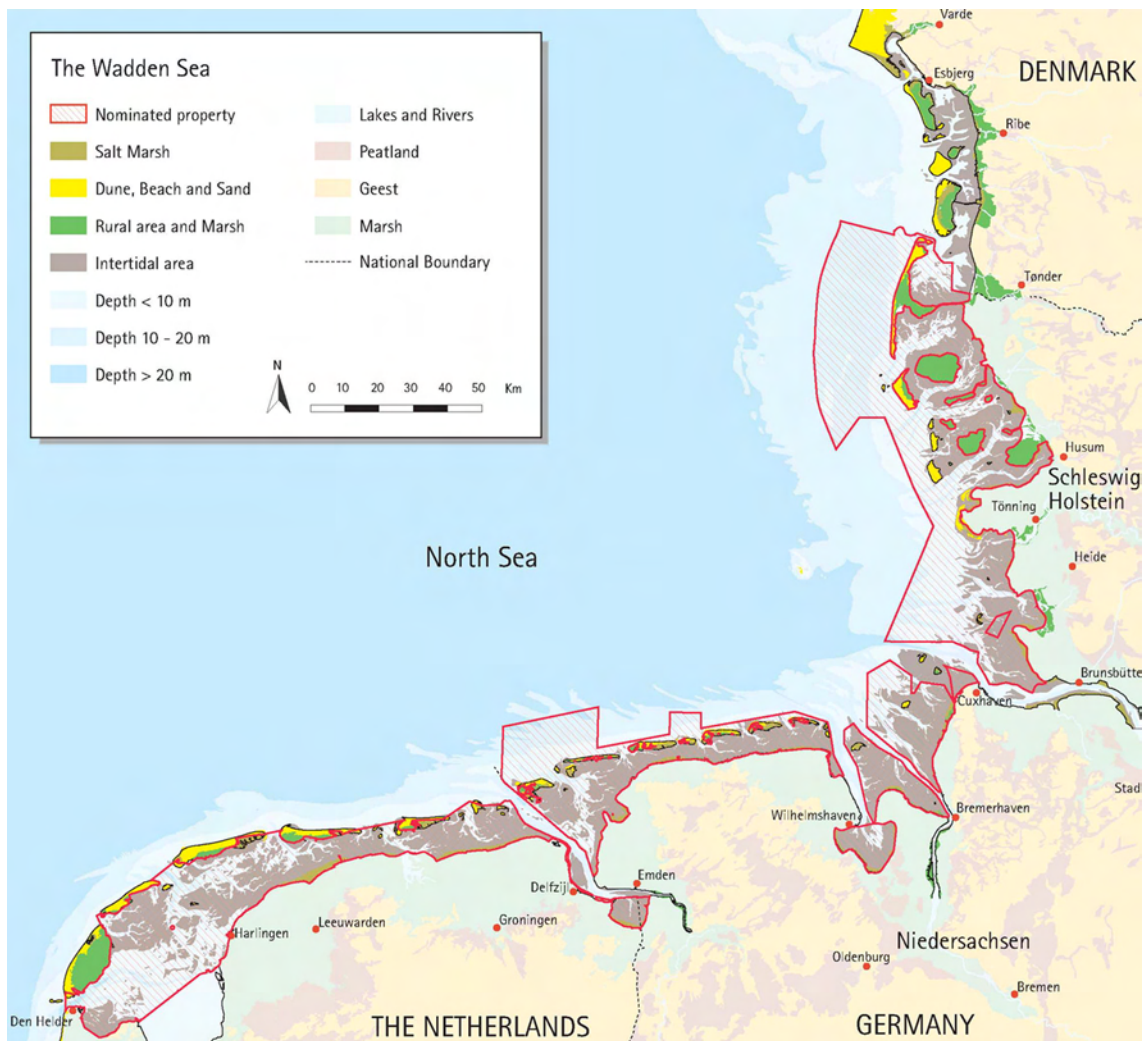 The Wadden Sea
Nominated property
Salt Marsh
Dune, Beach and Sand
Rural area and Marsh
Intertidal area
Depth < 10 m
Depth 10 - 20 m
Depth > 20 m
Lakes and Rivers
Peatland
Geest
Marsh
National Boundary
N
0 10 20 30 40 50 Km
Varde
Esbjerg
DENMARK
Ribe
Tønder
Husum
Schleswig
Holstein
Tönning
Heide
North Sea
Brunsbütte
Cuxhaven
Stad
Bremerhaven
Wilhelmshaven
Emden
Delfzijl
Groningen
Leeuwarden
Harlingen
Niedersachsen
Oldenburg
Bremen
Den Helder
THE NETHERLANDS
GERMANY